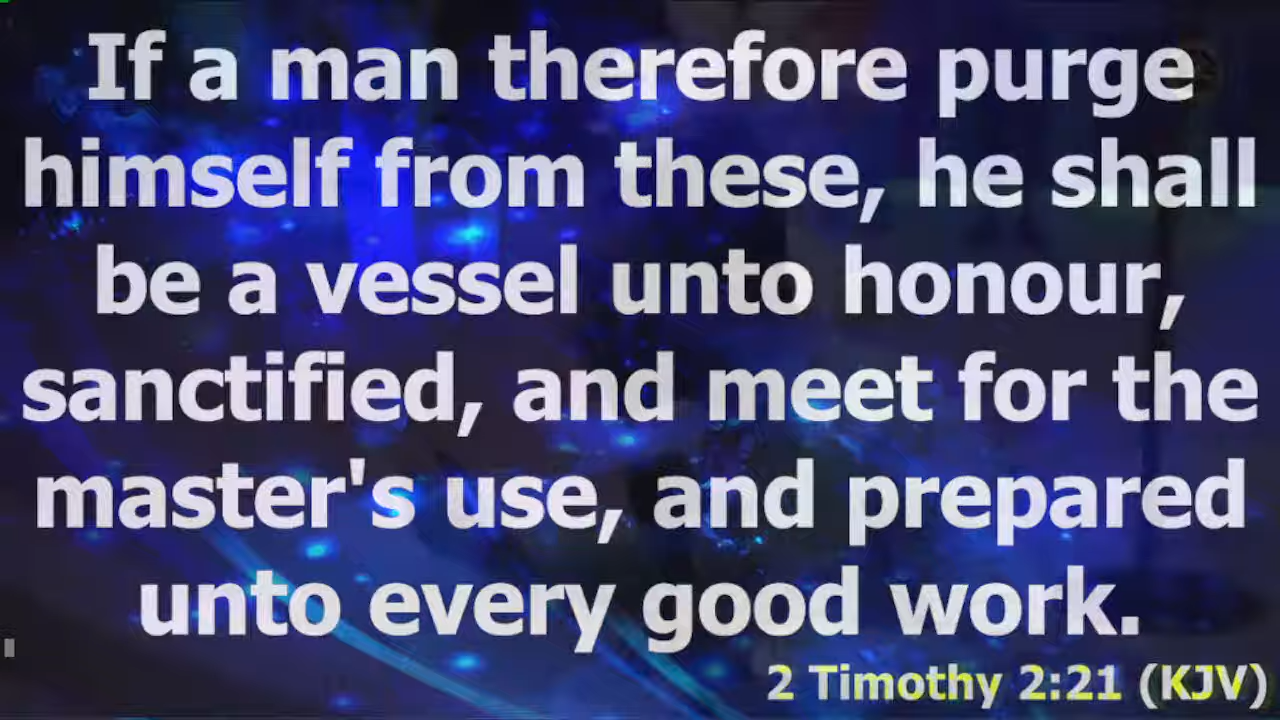 If a man therefore purge
himself from these, he shall
be a vessel unto honour,
sanctified, and meet for the
master's use, and prepared
unto every good work.
2 Timothy 2:21 (KJV)